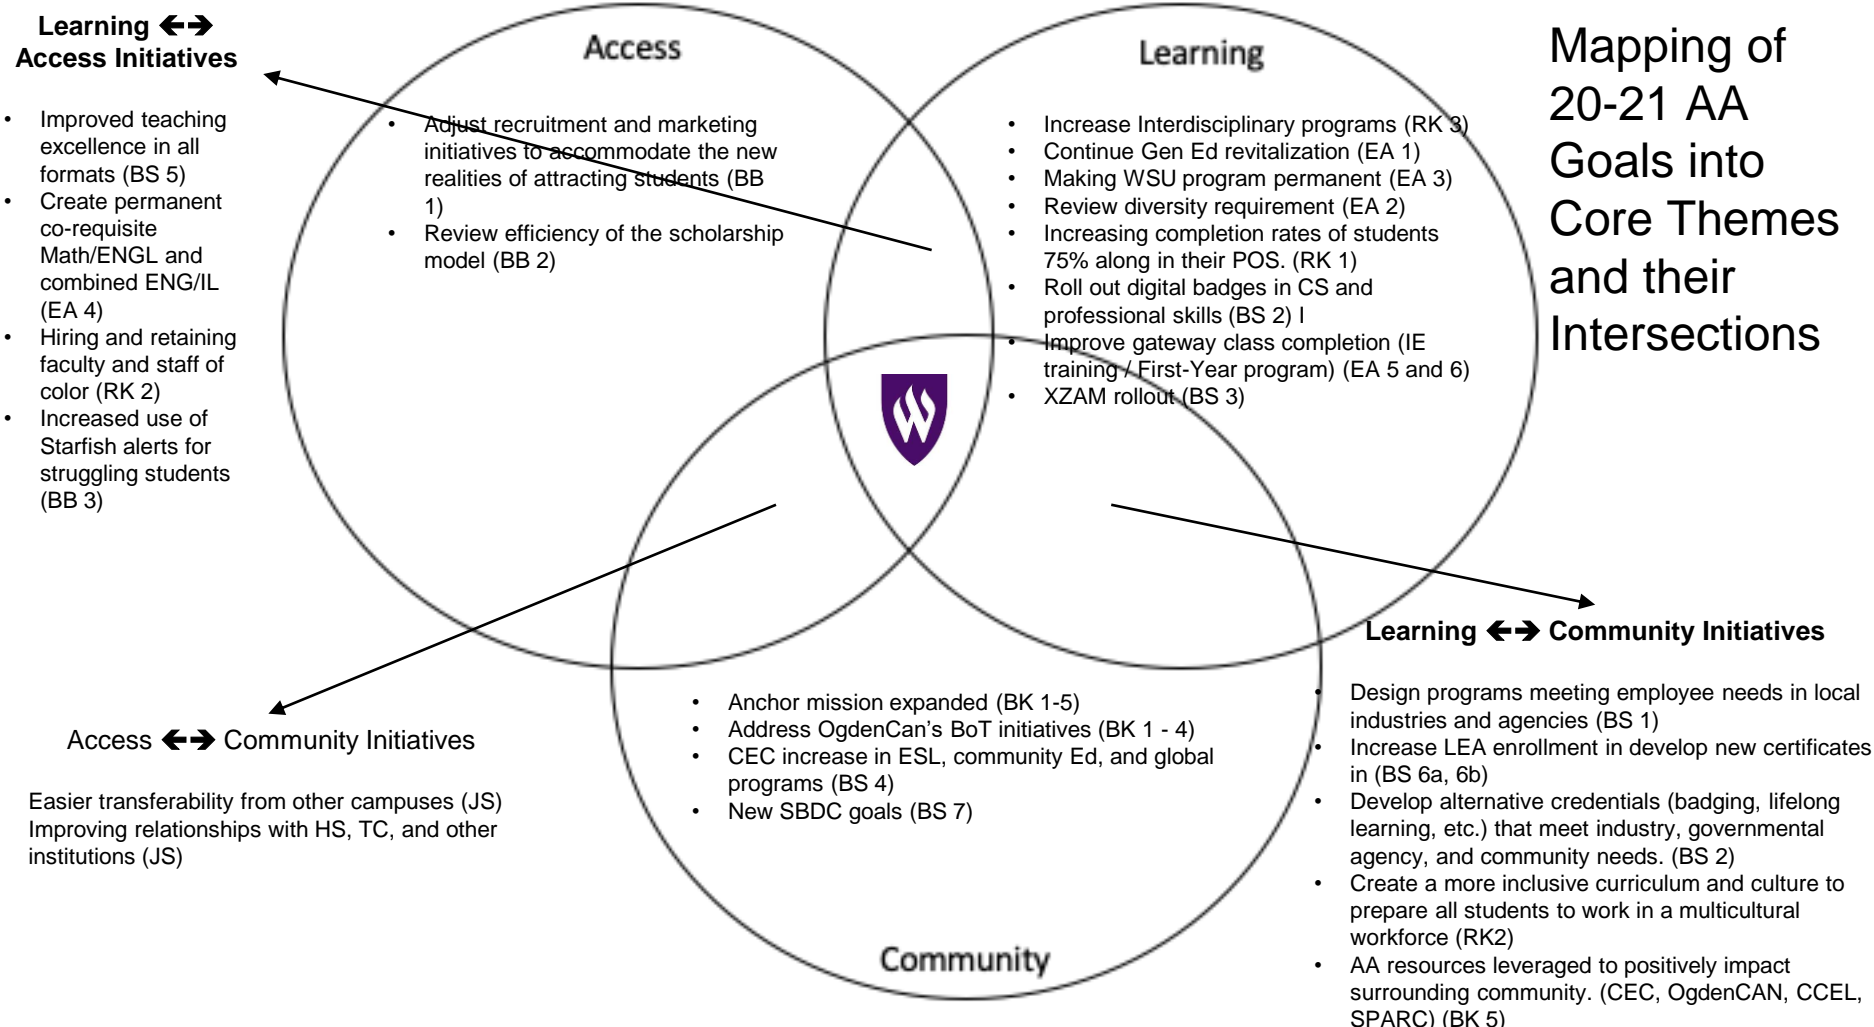 Learning 🡸🡺
Access Initiatives
• Improved teaching
excellence in all
formats (BS 5)
• Create permanent
co-requisite
Math/ENGL and
combined ENG/IL
(EA 4)
• Hiring and retaining
faculty and staff of
color (RK 2)
• Increased use of
Starfish alerts for
struggling students
(BB 3)
Access
• Adjust recruitment and marketing
initiatives to accommodate the new
realities of attracting students (BB
1)
• Review efficiency of the scholarship
model (BB 2)
Learning
• Increase Interdisciplinary programs (RK 3)
• Continue Gen Ed revitalization (EA 1)
• Making WSU program permanent (EA 3)
• Review diversity requirement (EA 2)
• Increasing completion rates of students
75% along in their POS. (RK 1)
• Roll out digital badges in CS and
professional skills (BS 2) I
• Improve gateway class completion (IE
training / First-Year program) (EA 5 and 6)
• XZAM rollout (BS 3)
Mapping of
20-21 AA
Goals into
Core Themes
and their
Intersections
W
Access 🡸🡺 Community Initiatives
Easier transferability from other campuses (JS)
Improving relationships with HS, TC, and other
institutions (JS)
• Anchor mission expanded (BK 1-5)
• Address OgdenCan’s BoT initiatives (BK 1 - 4)
• CEC increase in ESL, community Ed, and global
programs (BS 4)
• New SBDC goals (BS 7)
Community
Learning 🡸🡺 Community Initiatives
• Design programs meeting employee needs in local
industries and agencies (BS 1)
• Increase LEA enrollment in develop new certificates
in (BS 6a, 6b)
• Develop alternative credentials (badging, lifelong
learning, etc.) that meet industry, governmental
agency, and community needs. (BS 2)
• Create a more inclusive curriculum and culture to
prepare all students to work in a multicultural
workforce (RK2)
• AA resources leveraged to positively impact
surrounding community. (CEC, OgdenCAN, CCEL,
SPARC) (BK 5)